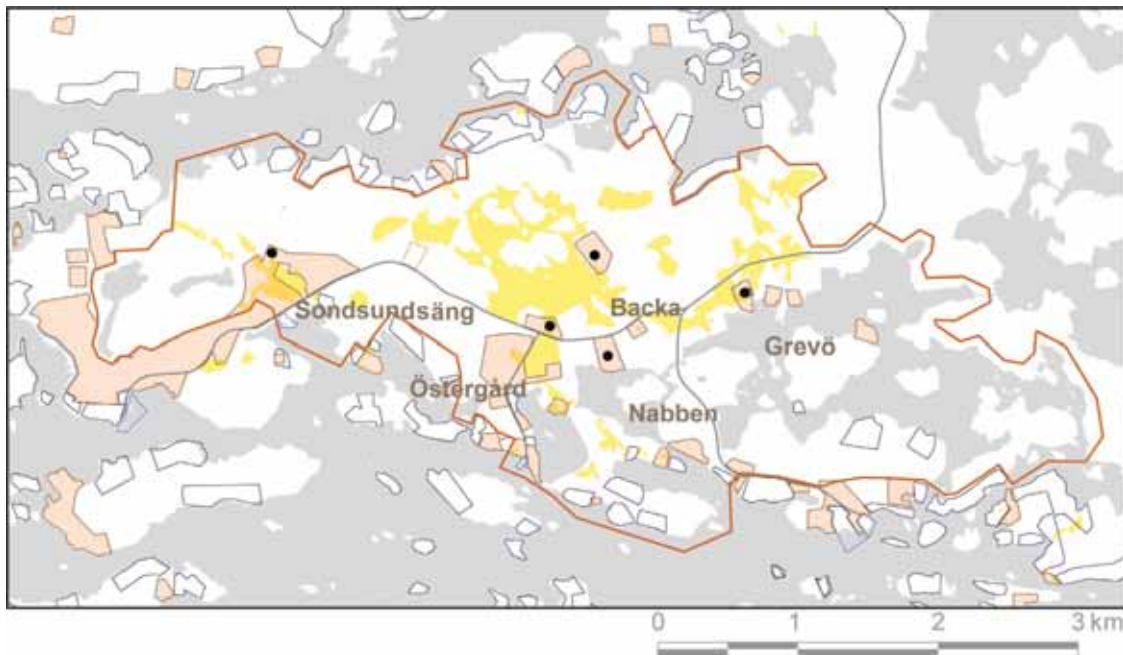 Söndsundsäng
Backa
Grevö
Östergård
Nabben
0 1 2 3 km